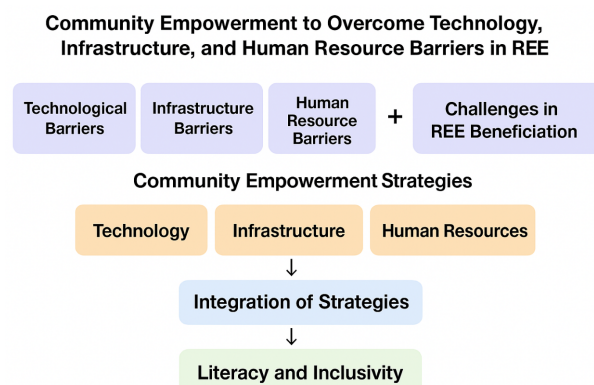 Community Empowerment to Overcome Technology,
Infrastructure, and Human Resource Barriers in REE
Technological
Barriers
Infrastructure
Barriers
Human
Resource
Barriers
+
Challenges in
REE Beneficiation
Community Empowerment Strategies
Technology
Infrastructure
Human Resources
↓
Integration of Strategies
↓
Literacy and Inclusivity